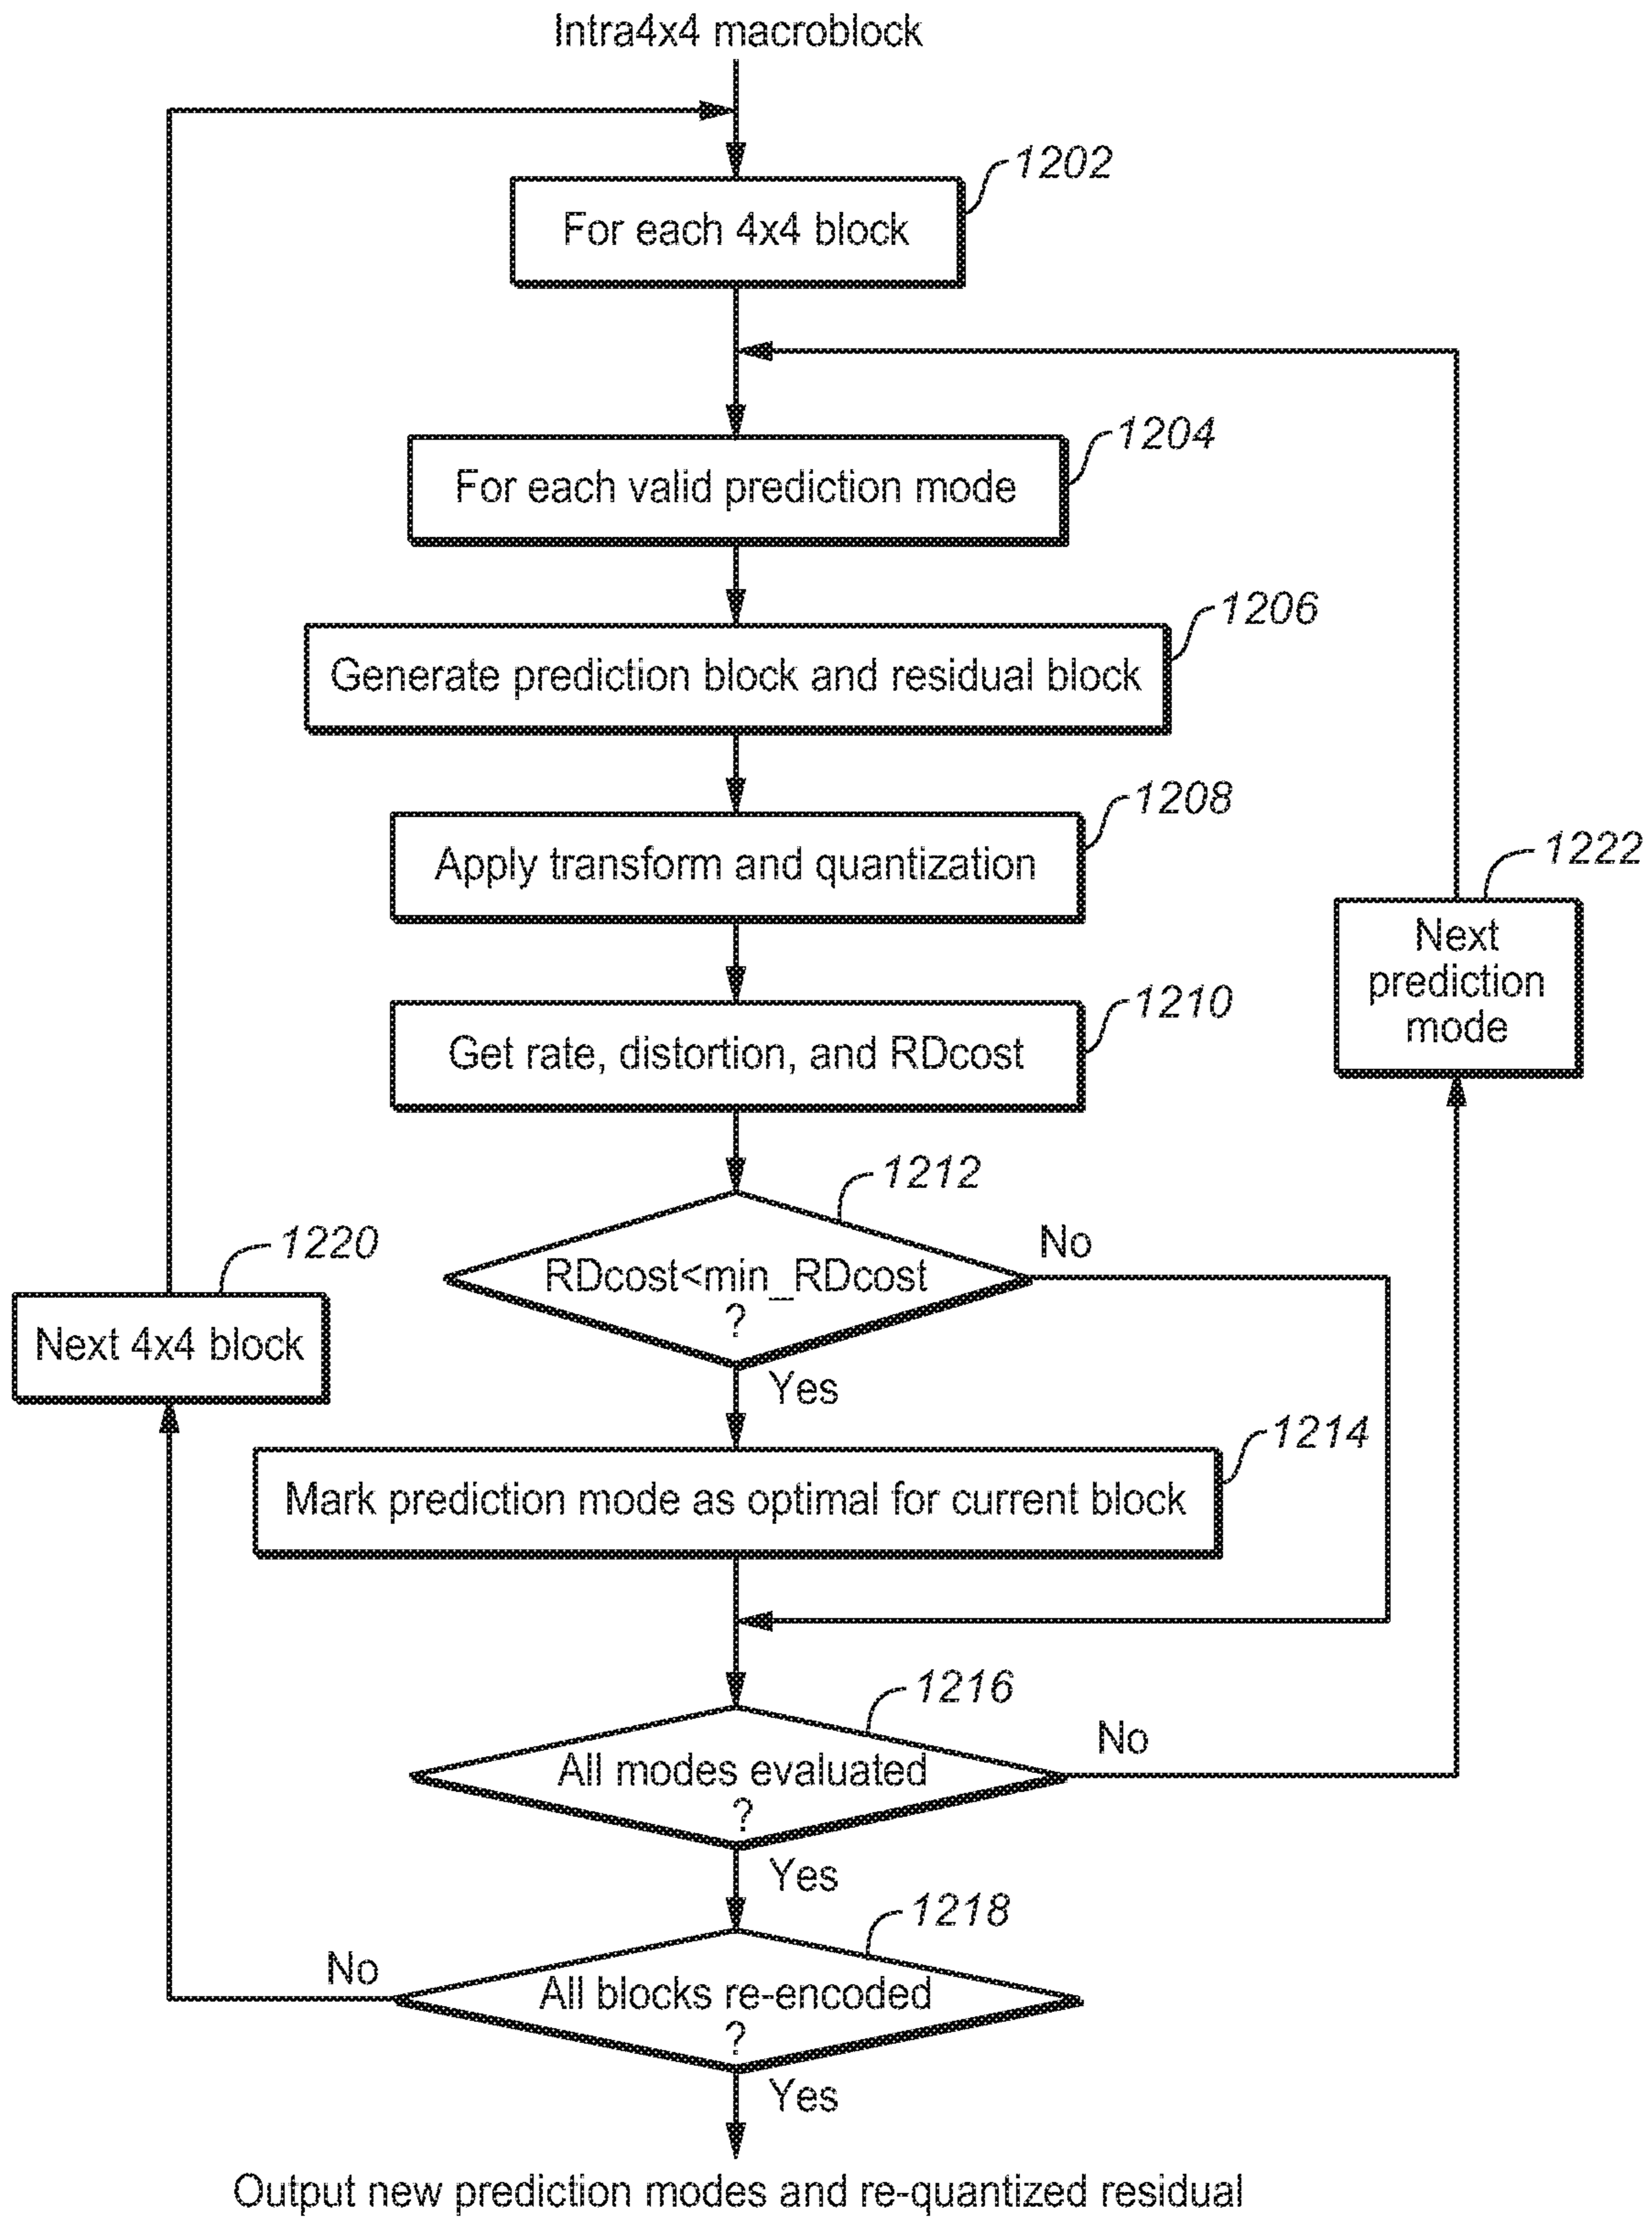 Intra4x4 macroblock
1202
For each 4x4 block
1204
For each valid prediction mode
1206
Generate prediction block and residual block
1208
Apply transform and quantization
1222
Next
prediction
mode
1210
Get rate, distortion, and RDcost
1212
RDcost<min_RDcost
?
No
Yes
1220
Next 4x4 block
1214
Mark prediction mode as optimal for current block
1216
All modes evaluated
?
No
Yes
1218
All blocks re-encoded
?
No
Yes
Output new prediction modes and re-quantized residual